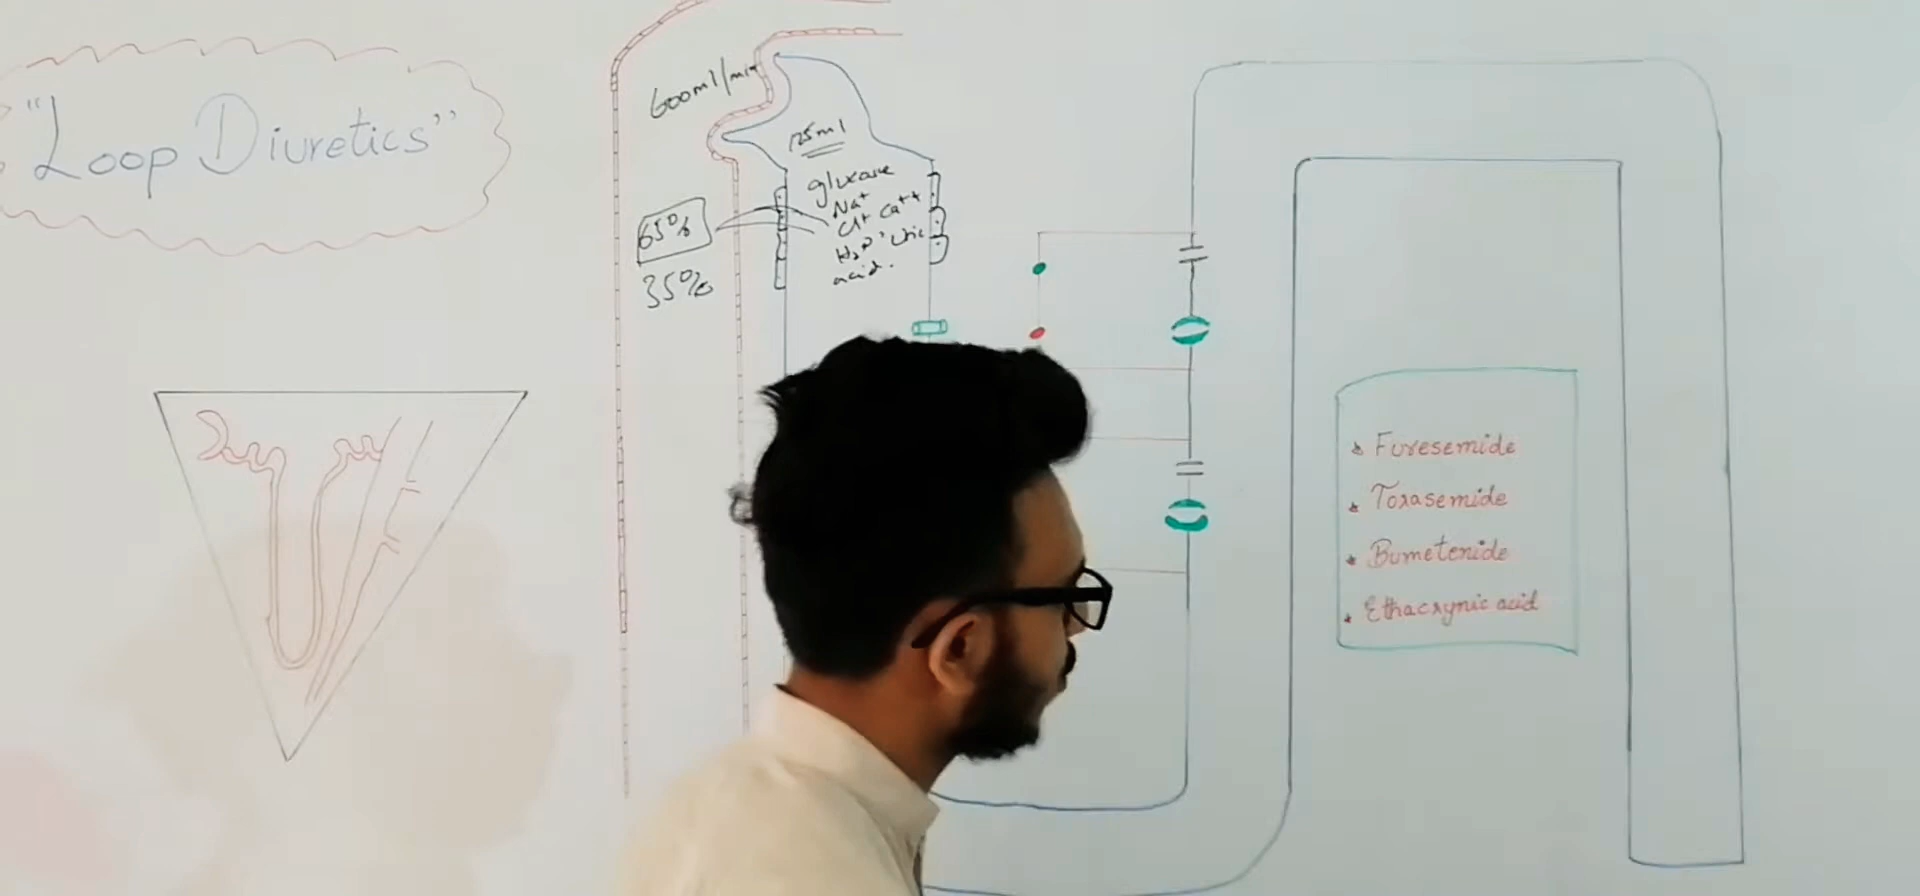 "Loop Diuretics"
600ml/min
125ml
glucose
Na+
Cl+ Ca++
H2O, Uric
acid.
65%
35%
* Furesemide
* Torasemide
* Bumetenide
* Ethacrynic acid